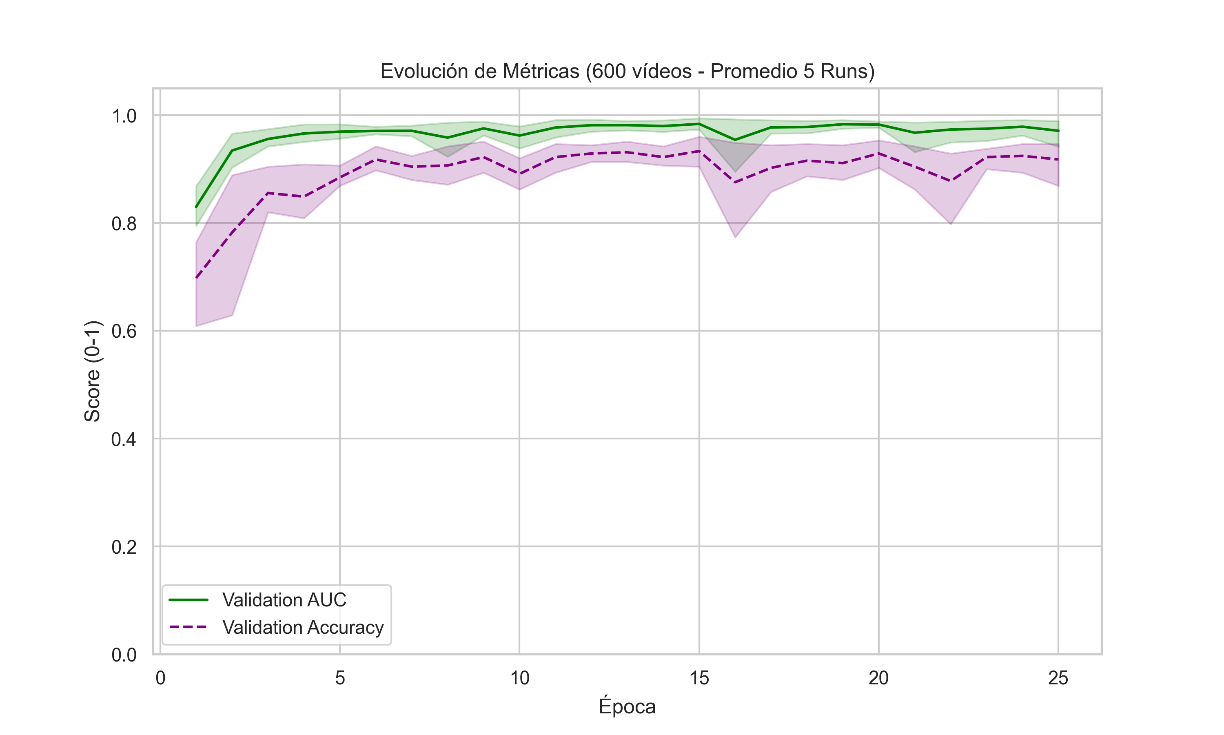 Evolución de Métricas (600 vídeos - Promedio 5 Runs)
1.0
0.8
0.6
0.4
0.2
0.0
Score (0-1)
Validation AUC
Validation Accuracy
0 5 10 15 20 25
Época